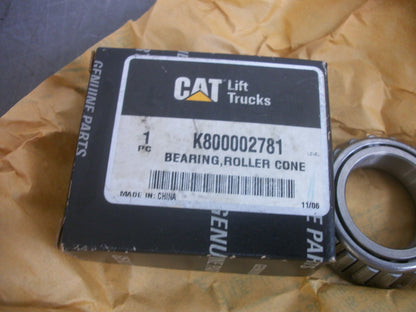 GENUINE PARTS
CAT Lift
Trucks
1
PC
K800002781
BEARING,ROLLER CONE
MADE IN: CHINA
11/06
GENUINE PARTS